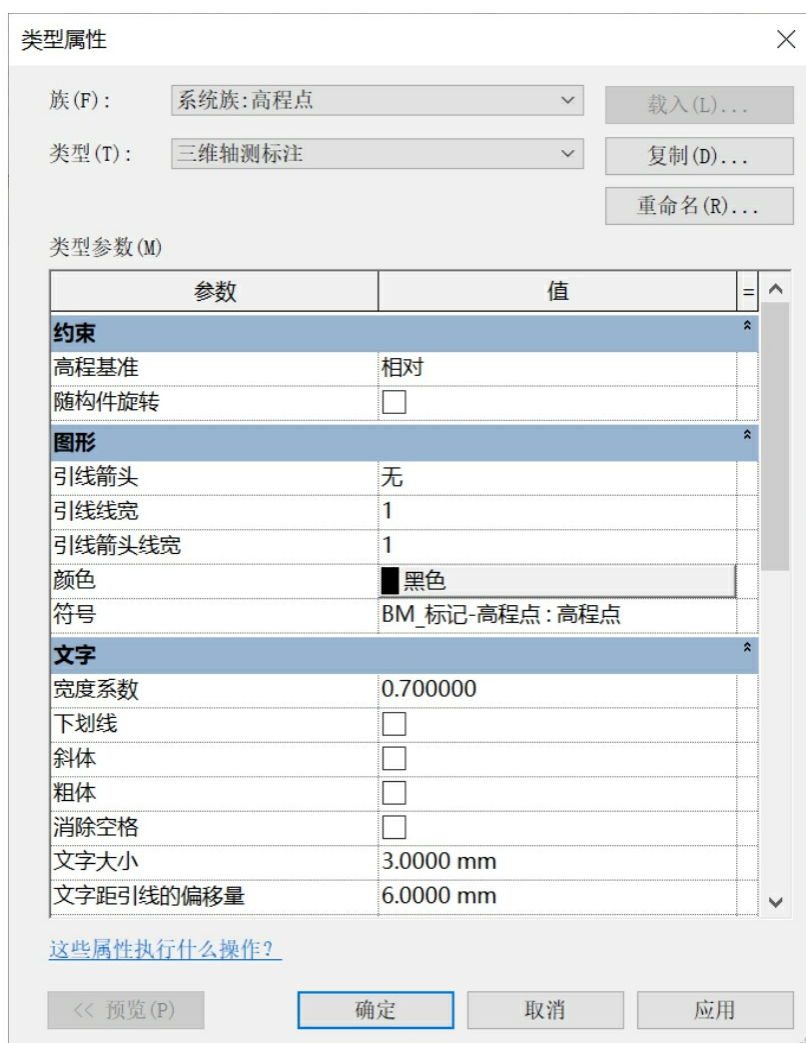 类型属性
族(F): 系统族:高程点 载入(L)...
类型(T): 三维轴测标注 复制(D)...
重命名(R)...
类型参数(M)
参数 值 =
约束
高程基准 相对
随构件旋转
图形
引线箭头 无
引线线宽 1
引线箭头线宽 1
颜色 黑色
符号 BM_标记-高程点 : 高程点
文字
宽度系数 0.700000
下划线
斜体
粗体
消除空格
文字大小 3.0000 mm
文字距引线的偏移量 6.0000 mm
这些属性执行什么操作?
<< 预览(P) 确定 取消 应用